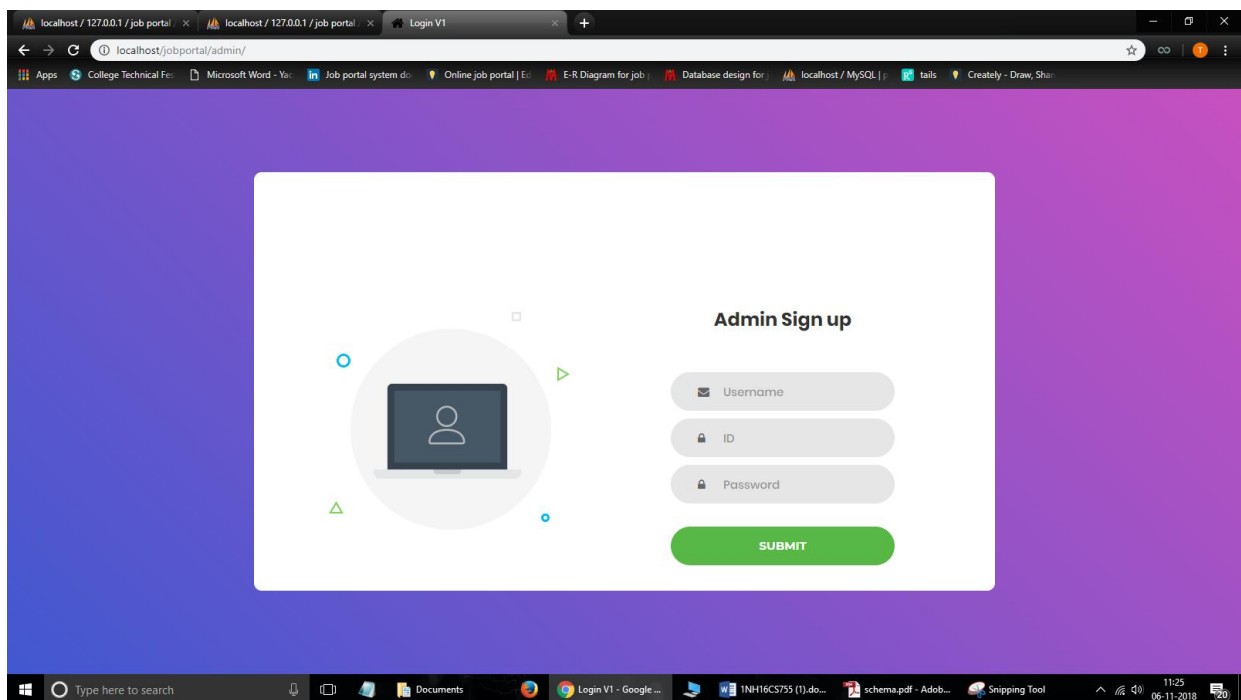 localhost / 127.0.0.1 / job portal /
localhost / 127.0.0.1 / job portal /
Login V1
localhost/jobportal/admin/
Apps
College Technical Fes
Microsoft Word - Yac
Job portal system do
Online job portal | Ed
E-R Diagram for job p
Database design for j
localhost / MySQL | p
tails
Creately - Draw, Shar
Admin Sign up
Username
ID
Password
SUBMIT
Type here to search
Documents
Login V1 - Google ...
1NH16CS755 (1).do...
schema.pdf - Adob...
Snipping Tool
11:25
06-11-2018
20